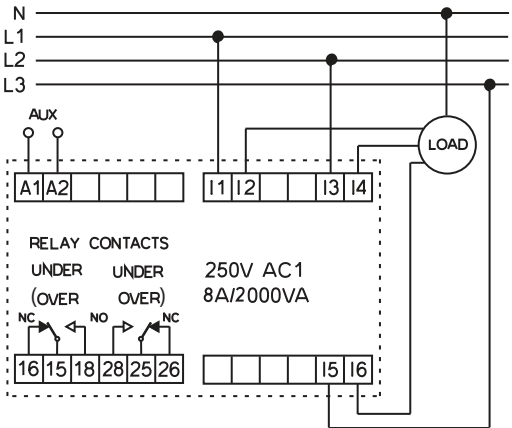 N
L1
L2
L3
AUX
LOAD
A1 A2 I1 I2 I3 I4
RELAY CONTACTS
UNDER UNDER
(OVER OVER)
250V AC1
8A/2000VA
NC NO NC
16 15 18 28 25 26 I5 I6